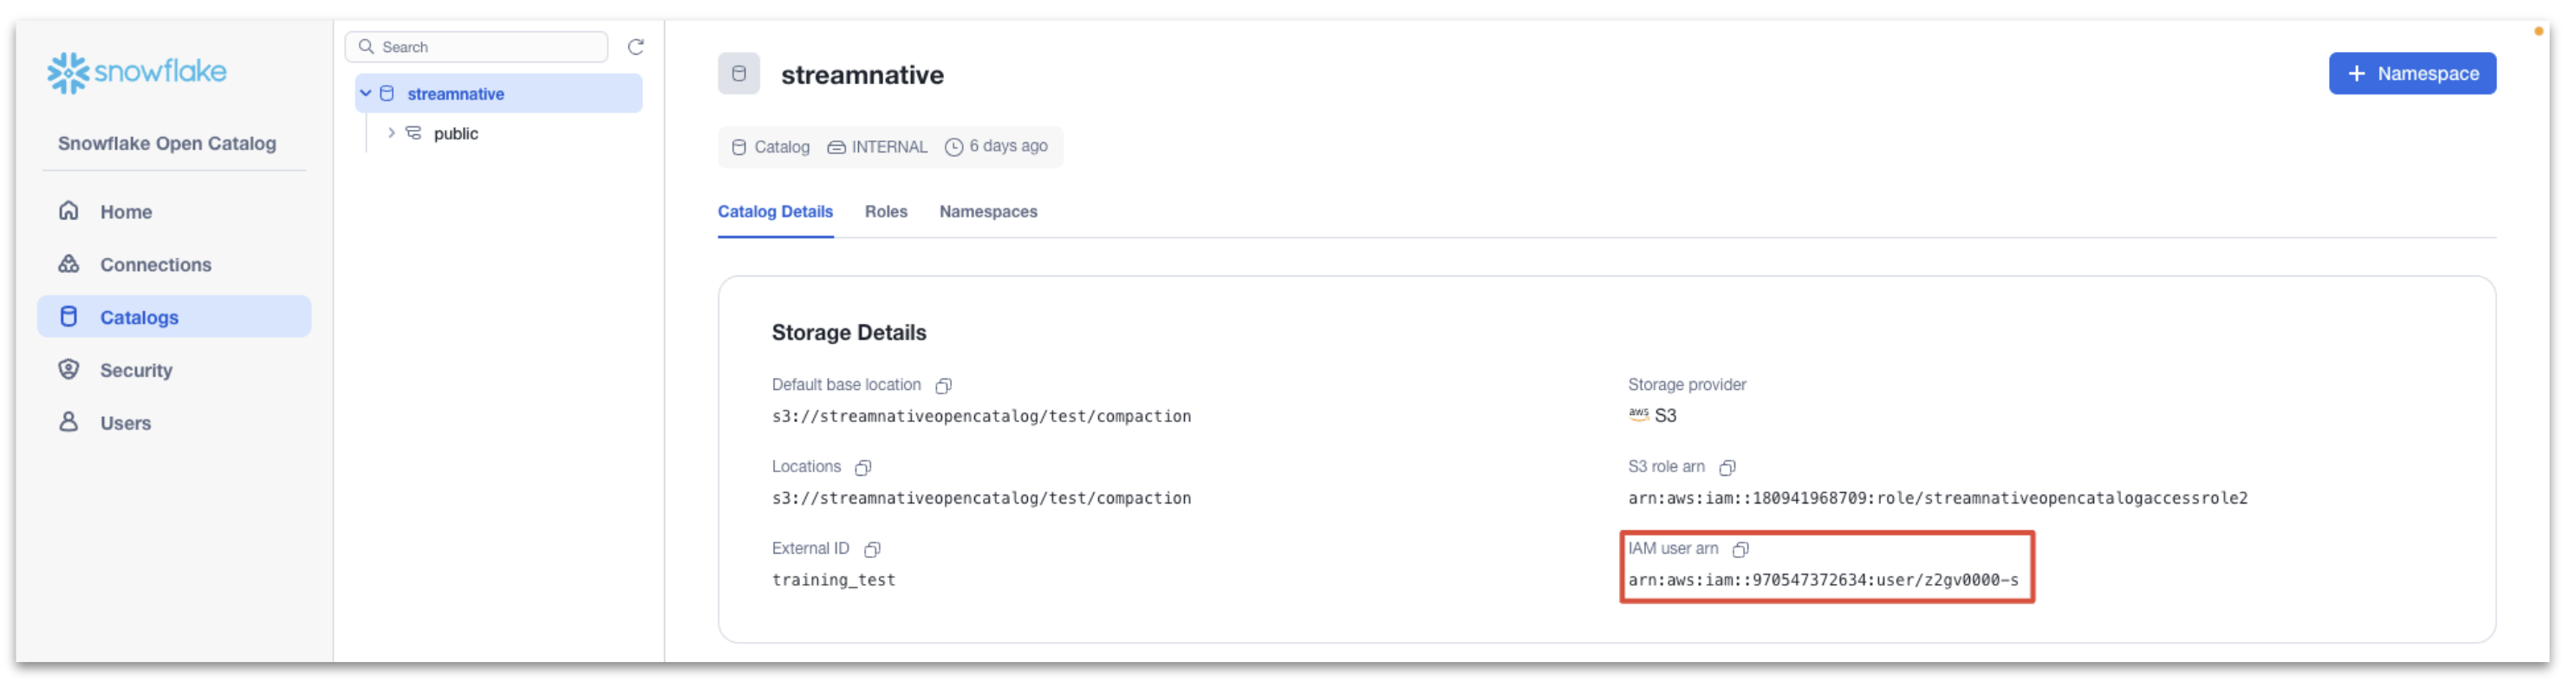 snowflake
Snowflake Open Catalog
Home
Connections
Catalogs
Security
Users
Search
streamnative
public
streamnative
+ Namespace
Catalog INTERNAL 6 days ago
Catalog Details Roles Namespaces
Storage Details
Default base location
s3://streamnativeopencatalog/test/compaction
Storage provider
aws S3
Locations
s3://streamnativeopencatalog/test/compaction
S3 role arn
arn:aws:iam::180941968709:role/streamnativeopencatalogaccessrole2
External ID
training_test
IAM user arn
arn:aws:iam::970547372634:user/z2gv0000-s